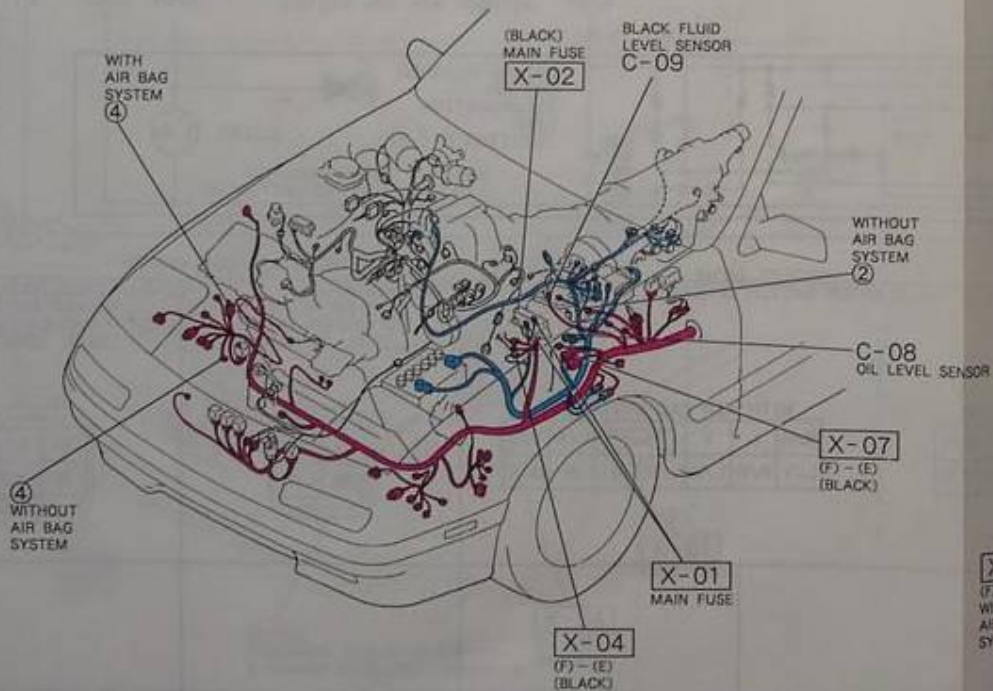 WITH
AIR BAG
SYSTEM
④
(BLACK)
MAIN FUSE
X-02
BLACK FLUID
LEVEL SENSOR
C-09
WITHOUT
AIR BAG
SYSTEM
②
C-08
OIL LEVEL SENSOR
X-07
(F) - (E)
(BLACK)
④
WITHOUT
AIR BAG
SYSTEM
X-01
MAIN FUSE
X-04
(F) - (E)
(BLACK)